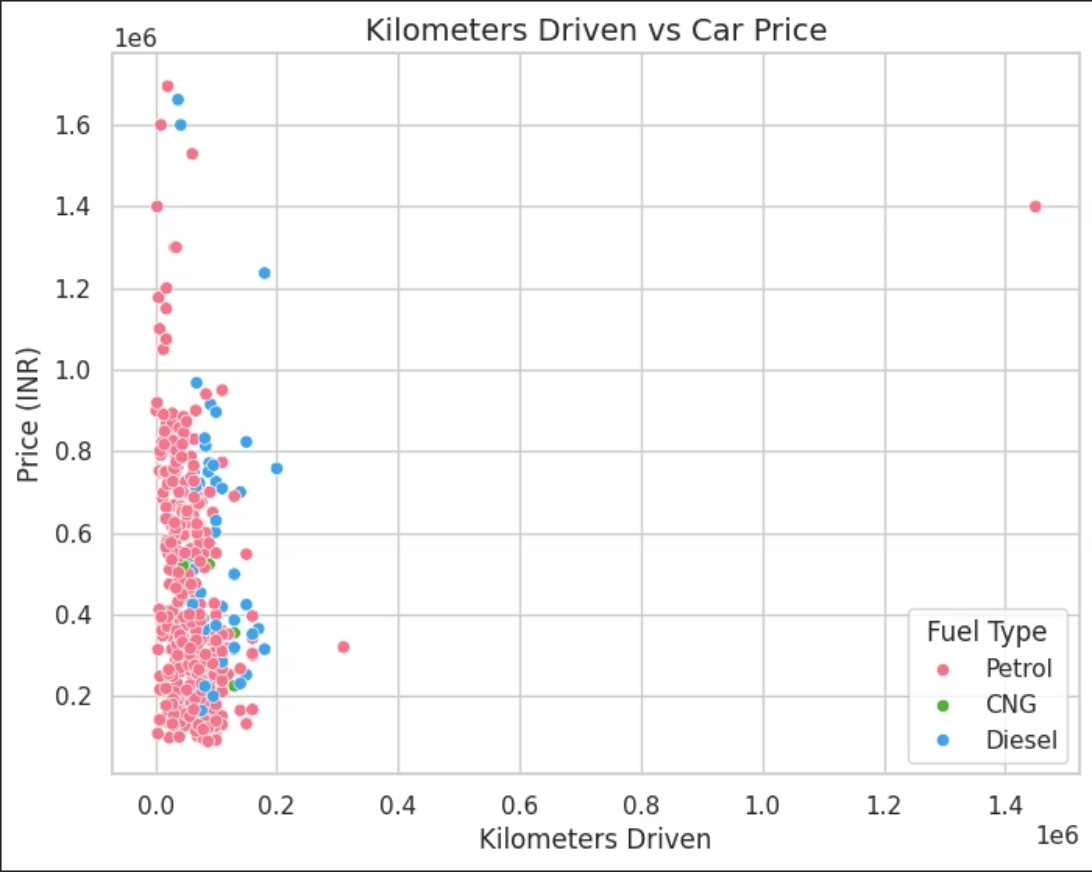 Kilometers Driven vs Car Price
1e6
1.6
1.4
1.2
1.0
0.8
0.6
0.4
0.2
Price (INR)
Fuel Type
Petrol
CNG
Diesel
0.0 0.2 0.4 0.6 0.8 1.0 1.2 1.4
1e6
Kilometers Driven